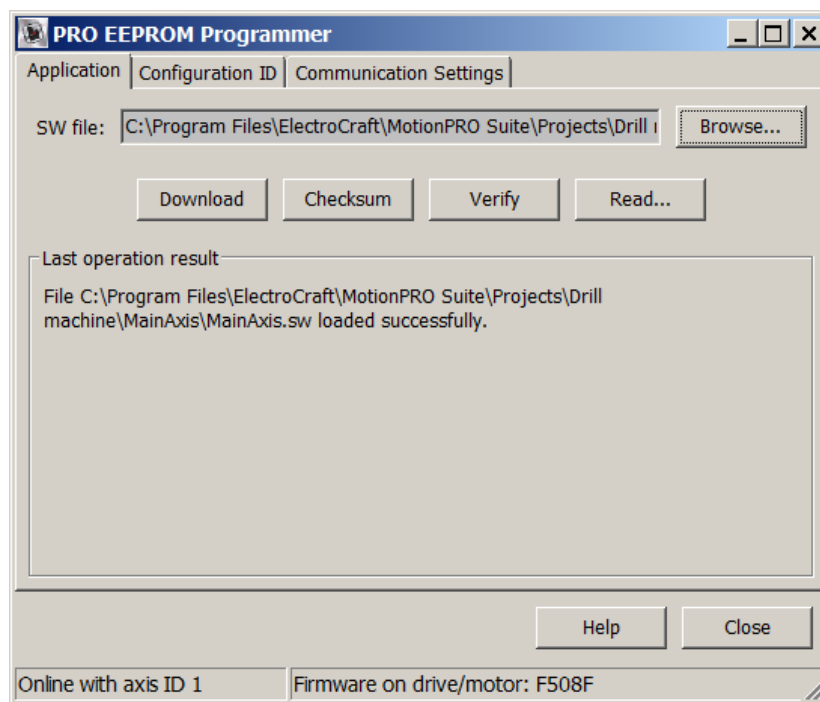 PRO EEPROM Programmer
Application Configuration ID Communication Settings
SW file: C:\Program Files\ElectroCraft\MotionPRO Suite\Projects\Drill Browse...
Download Checksum Verify Read...
Last operation result
File C:\Program Files\ElectroCraft\MotionPRO Suite\Projects\Drill
machine\MainAxis\MainAxis.sw loaded successfully.
Help Close
Online with axis ID 1 Firmware on drive/motor: F508F